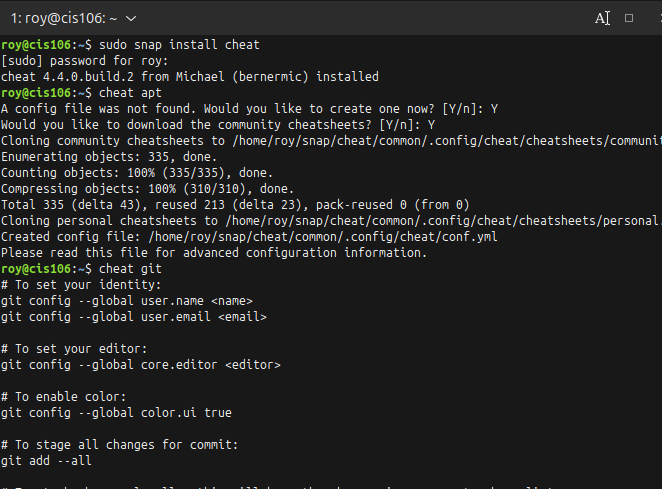 1: roy@cis106: ~
roy@cis106:~$ sudo snap install cheat
[sudo] password for roy:
cheat 4.4.0.build.2 from Michael (bernermic) installed
roy@cis106:~$ cheat apt
A config file was not found. Would you like to create one now? [Y/n]: Y
Would you like to download the community cheatsheets? [Y/n]: Y
Cloning community cheatsheets to /home/roy/snap/cheat/common/.config/cheat/cheatsheets/communit
Enumerating objects: 335, done.
Counting objects: 100% (335/335), done.
Compressing objects: 100% (310/310), done.
Total 335 (delta 43), reused 213 (delta 23), pack-reused 0 (from 0)
Cloning personal cheatsheets to /home/roy/snap/cheat/common/.config/cheat/cheatsheets/personal.
Created config file: /home/roy/snap/cheat/common/.config/cheat/conf.yml
Please read this file for advanced configuration information.
roy@cis106:~$ cheat git
# To set your identity:
git config --global user.name <name>
git config --global user.email <email>
# To set your editor:
git config --global core.editor <editor>
# To enable color:
git config --global color.ui true
# To stage all changes for commit:
git add --all